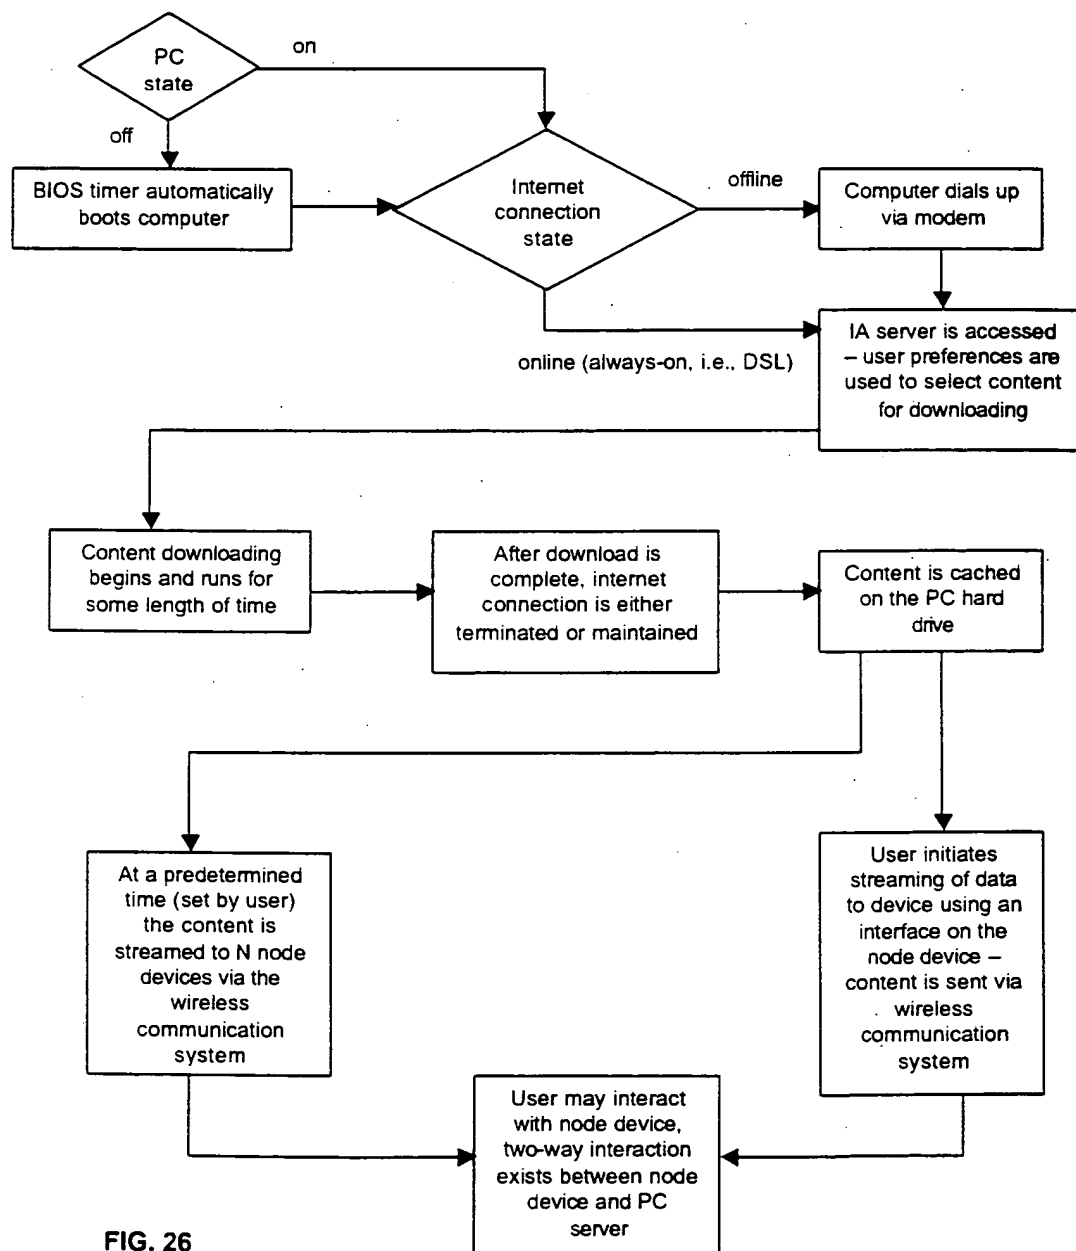 PC
state
on
off
BIOS timer automatically
boots computer
Internet
connection
state
offline
Computer dials up
via modem
online (always-on, i.e., DSL)
IA server is accessed
– user preferences are
used to select content
for downloading
Content downloading
begins and runs for
some length of time
After download is
complete, internet
connection is either
terminated or maintained
Content is cached
on the PC hard
drive
At a predetermined
time (set by user)
the content is
streamed to N node
devices via the
wireless
communication
system
User initiates
streaming of data
to device using an
interface on the
node device –
content is sent via
wireless
communication
system
User may interact
with node device,
two-way interaction
exists between node
device and PC
server
FIG. 26